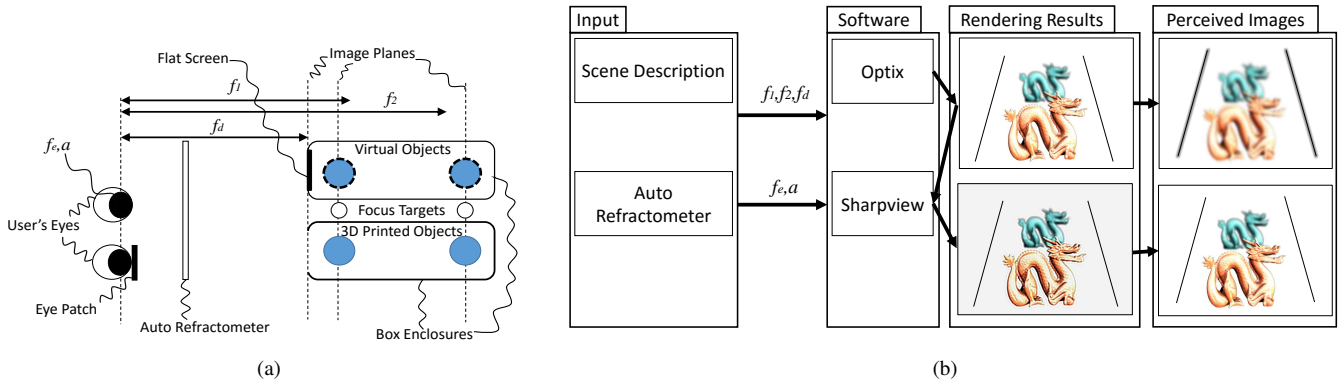 Flat Screen
Image Planes
f1
f2
fd
Virtual Objects
fe,a
Focus Targets
User's Eyes
3D Printed Objects
Eye Patch
Auto Refractometer
Box Enclosures
(a)
Input
Scene Description
Auto
Refractometer
f1,f2,fd
fe,a
Software
Optix
Sharpview
Rendering Results
Perceived Images
(b)